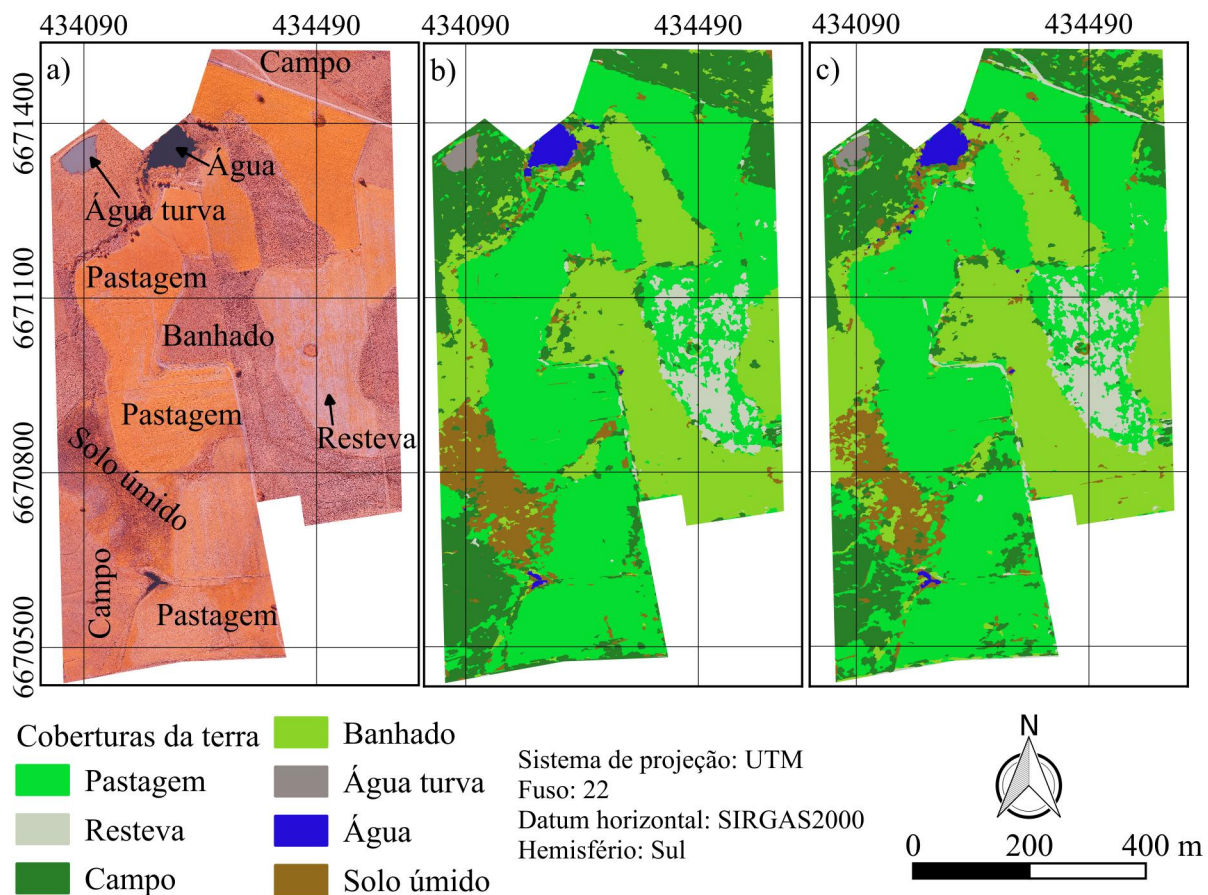 434090 434490 434090 434490 434090 434490
a) Campo b) c)
6671400
Água
Água turva
Pastagem
6671100
Banhado
Pastagem
Resteva
6670800
Solo úmido
Campo
Pastagem
6670500
Coberturas da terra
Pastagem
Resteva
Campo
Banhado
Água turva
Água
Solo úmido
Sistema de projeção: UTM
Fuso: 22
Datum horizontal: SIRGAS2000
Hemisfério: Sul
N
0 200 400 m